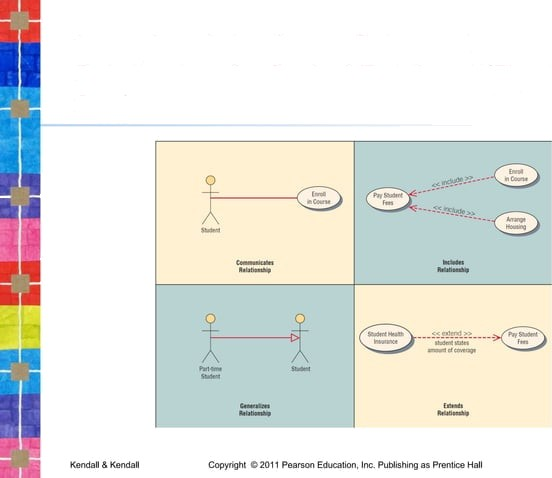 Enroll
in Course
Student
Communicates
Relationship
Pay Student
Fees
<< include >>
Enroll
in Course
<< include >>
Arrange
Housing
Includes
Relationship
Part-time
Student
Student
Generalizes
Relationship
Student Health
Insurance
<< extend >>
student states
amount of coverage
Pay Student
Fees
Extends
Relationship
Kendall & Kendall
Copyright © 2011 Pearson Education, Inc. Publishing as Prentice Hall